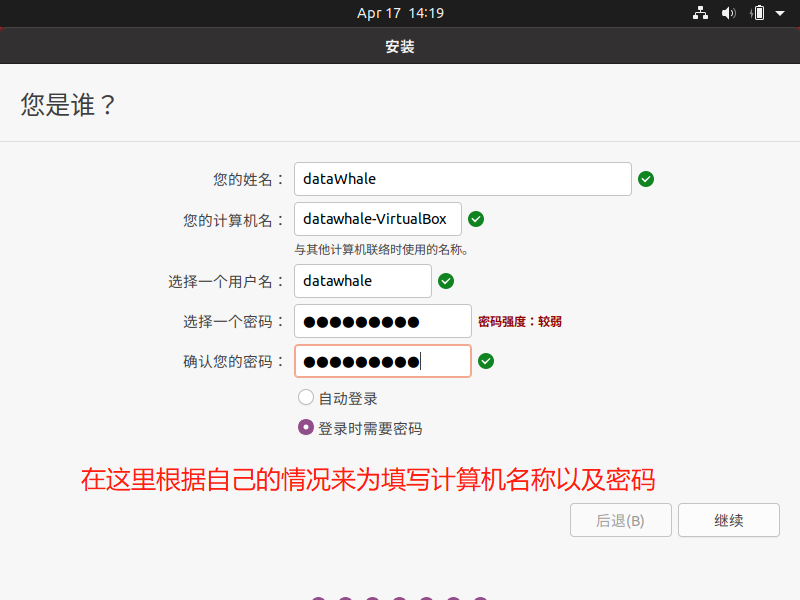 Apr 17 14:19
安装
您是谁？
您的姓名： dataWhale
您的计算机名： datawhale-VirtualBox
与其他计算机联络时使用的名称。
选择一个用户名： datawhale
选择一个密码： ●●●●●●●●● 密码强度：较弱
确认您的密码： ●●●●●●●●●
自动登录
登录时需要密码
在这里根据自己的情况来为填写计算机名称以及密码
后退(B) 继续